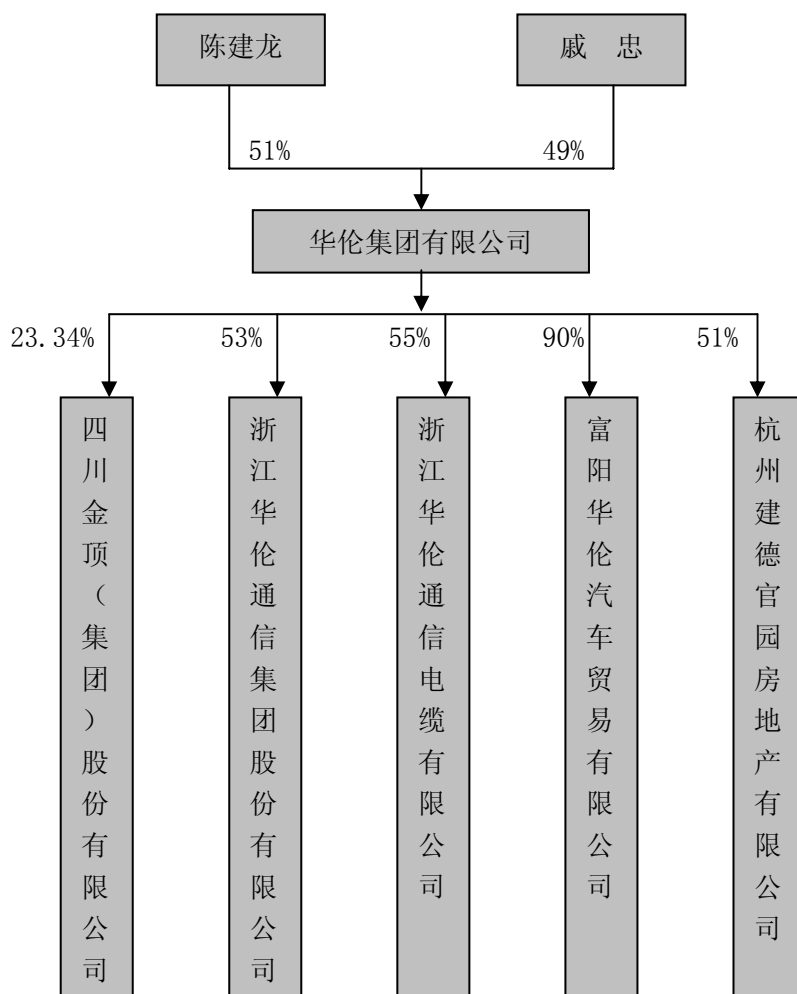 陈建龙
戚 忠
51%
49%
华伦集团有限公司
23.34%
53%
55%
90%
51%
四川金顶（集团）股份有限公司
浙江华伦通信集团股份有限公司
浙江华伦通信电缆有限公司
富阳华伦汽车贸易有限公司
杭州建德官园房地产有限公司